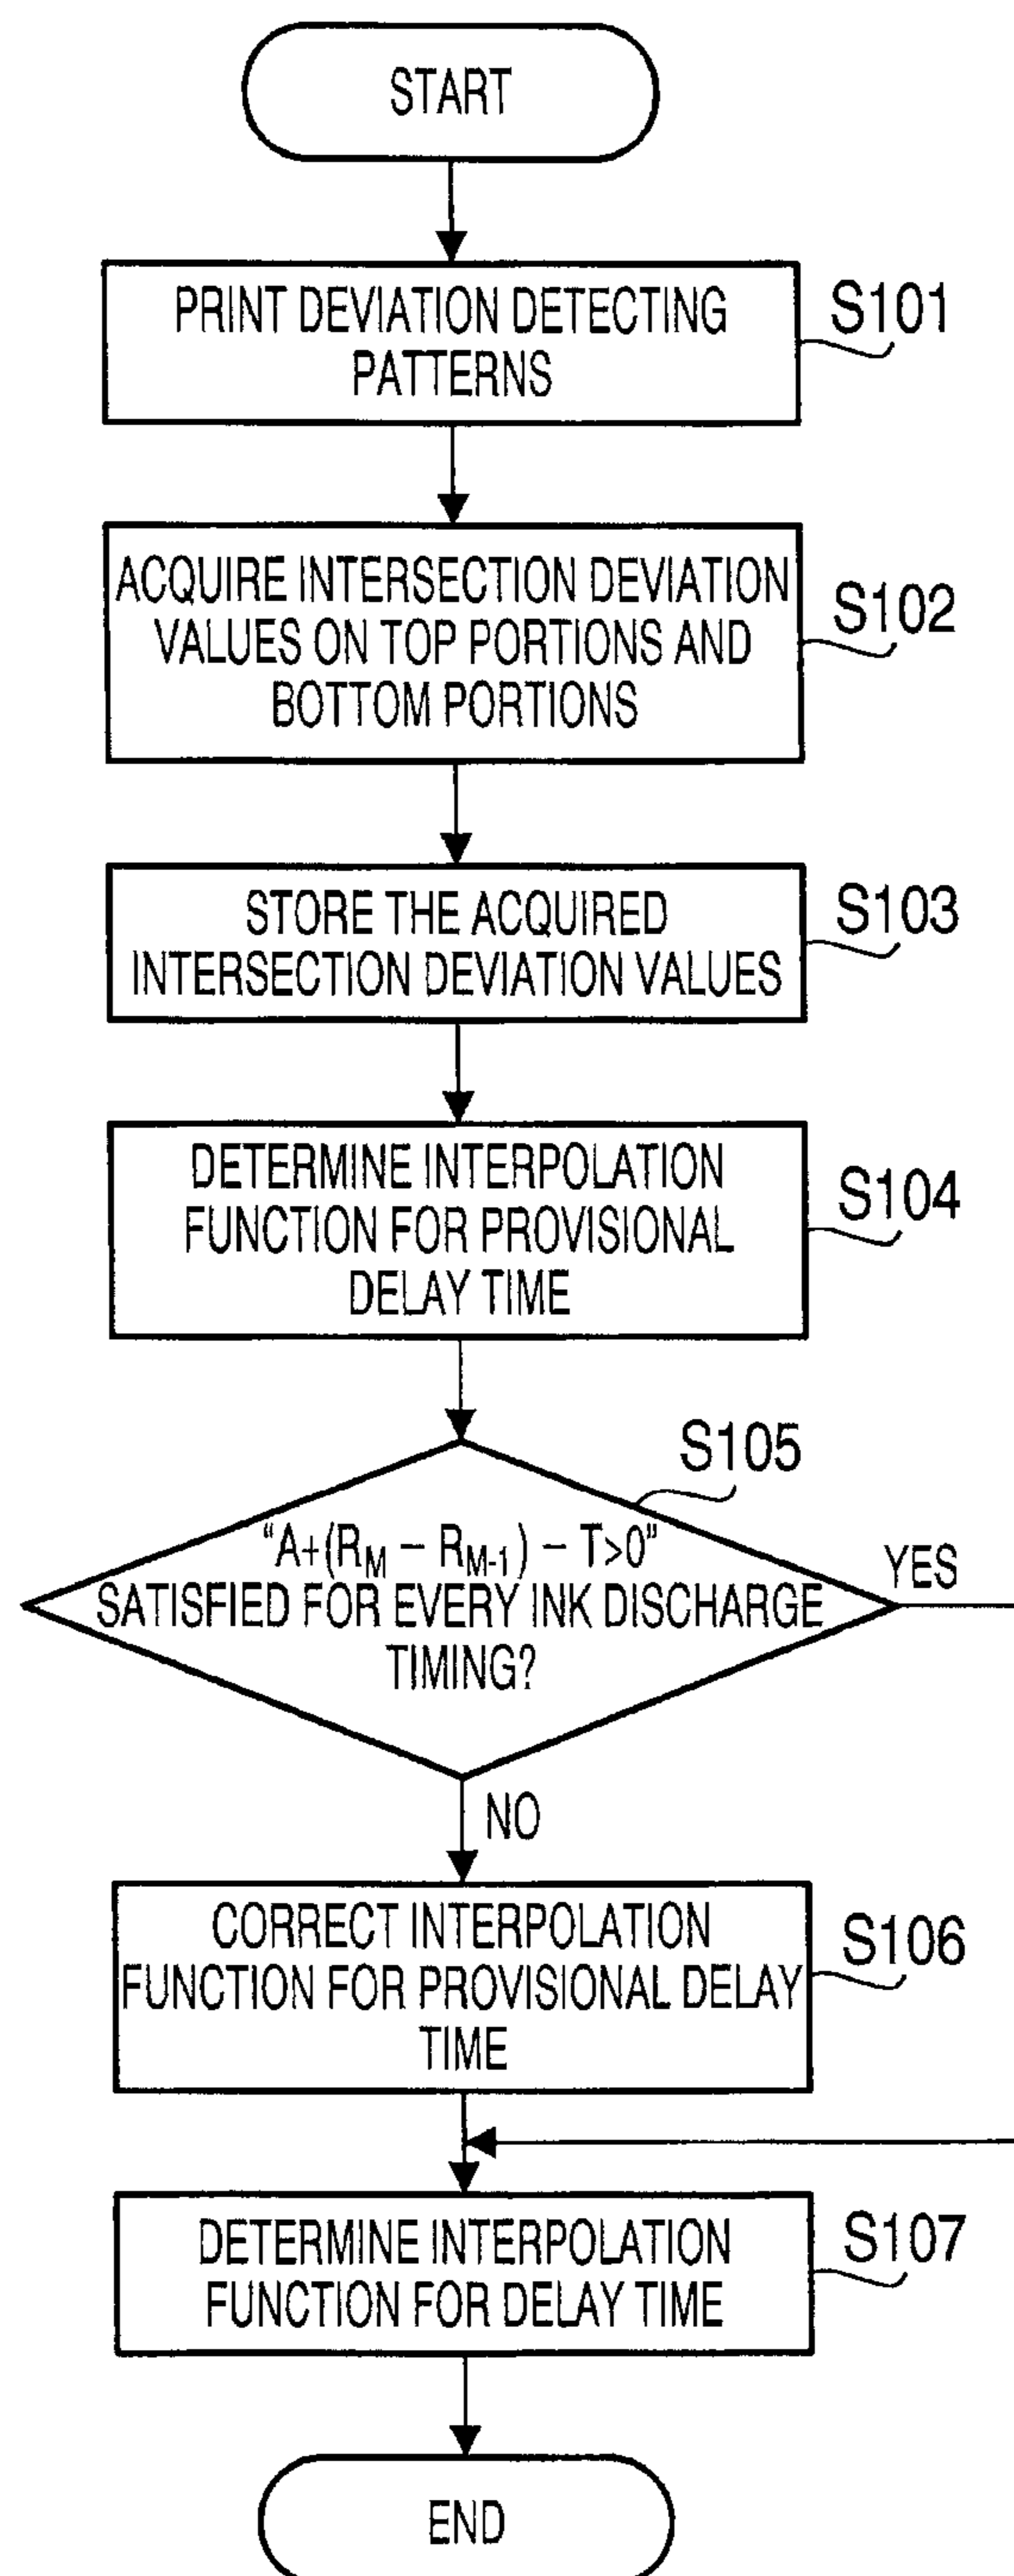 START
PRINT DEVIATION DETECTING
PATTERNS
S101
ACQUIRE INTERSECTION DEVIATION
VALUES ON TOP PORTIONS AND
BOTTOM PORTIONS
S102
STORE THE ACQUIRED
INTERSECTION DEVIATION VALUES
S103
DETERMINE INTERPOLATION
FUNCTION FOR PROVISIONAL
DELAY TIME
S104
S105
“A+(R_M – R_M-1) – T>0”
SATISFIED FOR EVERY INK DISCHARGE
TIMING?
YES
NO
CORRECT INTERPOLATION
FUNCTION FOR PROVISIONAL DELAY
TIME
S106
DETERMINE INTERPOLATION
FUNCTION FOR DELAY TIME
S107
END